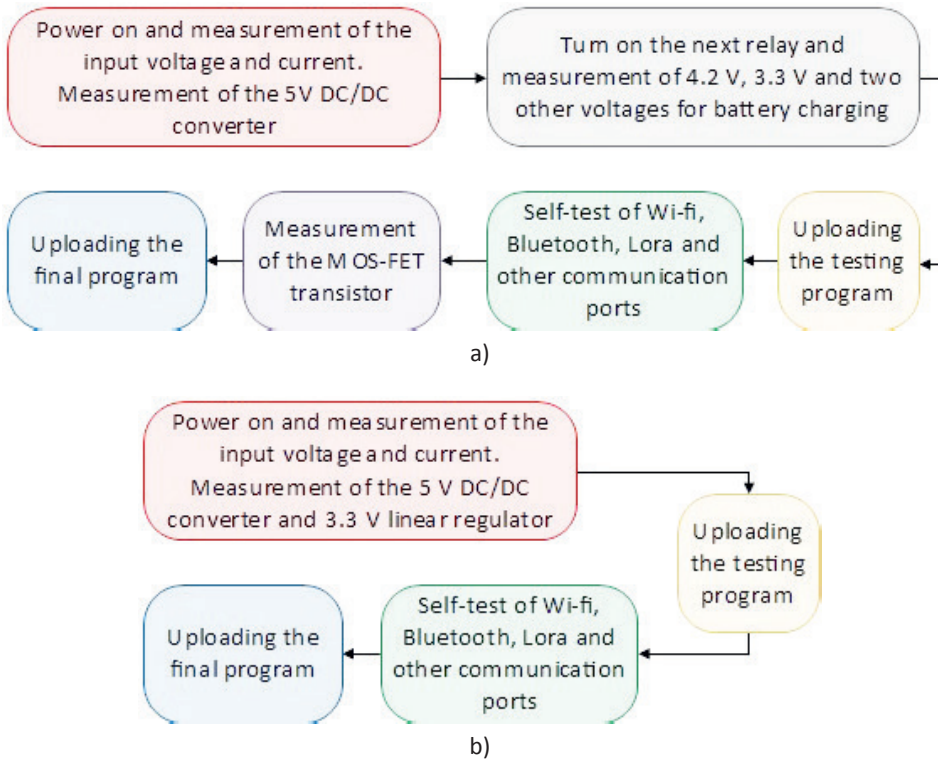 Power on and measurement of the
input voltage and current.
Measurement of the 5V DC/DC
converter
Turn on the next relay and
measurement of 4.2 V, 3.3 V and two
other voltages for battery charging
Uploading
the testing
program
Self-test of Wi-fi,
Bluetooth, Lora and
other communication
ports
Measurement
of the MOS-FET
transistor
Uploading the
final program
a)
Power on and measurement of the
input voltage and current.
Measurement of the 5 V DC/DC
converter and 3.3 V linear regulator
Uploading
the testing
program
Self-test of Wi-fi,
Bluetooth, Lora and
other communication
ports
Uploading the
final program
b)